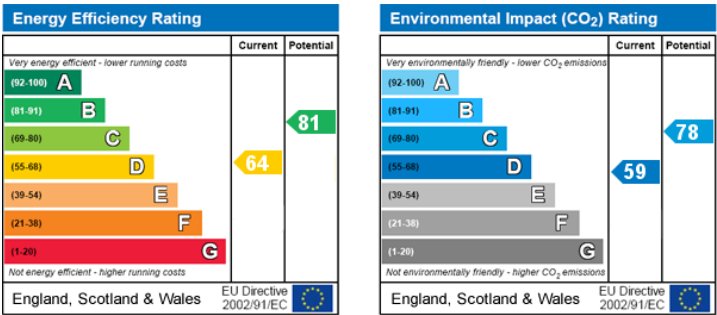 Energy Efficiency Rating
Current Potential
Very energy efficient - lower running costs
(92-100) A
(81-91) B
(69-80) C
(55-68) D
(39-54) E
(21-38) F
(1-20) G
64
81
Not energy efficient - higher running costs
England, Scotland & Wales
EU Directive
2002/91/EC
Environmental Impact (CO2) Rating
Current Potential
Very environmentally friendly - lower CO2 emissions
(92-100) A
(81-91) B
(69-80) C
(55-68) D
(39-54) E
(21-38) F
(1-20) G
59
78
Not environmentally friendly - higher CO2 emissions
England, Scotland & Wales
EU Directive
2002/91/EC